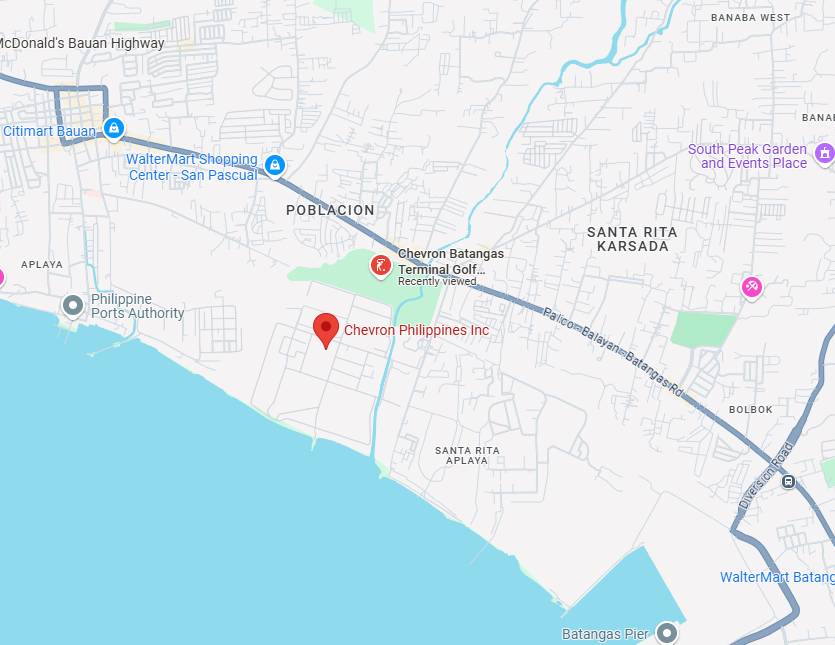 BANABA WEST
McDonald's Bauan Highway
Citimart Bauan
BANAB
WalterMart Shopping
Center - San Pascual
South Peak Garden
and Events Place
POBLACION
SANTA RITA
KARSADA
Chevron Batangas
Terminal Golf...
Recently viewed
APLAYA
Philippine
Ports Authority
Chevron Philippines Inc
Palico - Balayan - Batangas Rd
BOLBOK
SANTA RITA
APLAYA
Diversion Road
WalterMart Batang
Batangas Pier